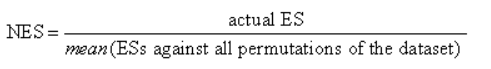 NES = actual ES / mean(ESs against all permutations of the dataset)